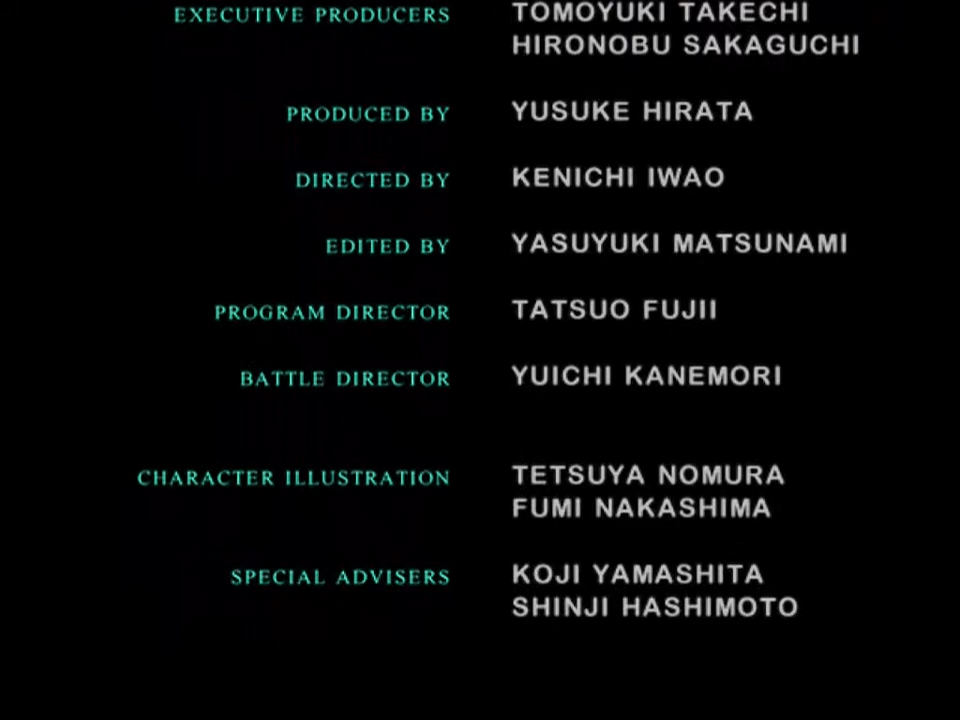 EXECUTIVE PRODUCERS TOMOYUKI TAKECHI
HIRONOBU SAKAGUCHI
PRODUCED BY YUSUKE HIRATA
DIRECTED BY KENICHI IWAO
EDITED BY YASUYUKI MATSUNAMI
PROGRAM DIRECTOR TATSUO FUJII
BATTLE DIRECTOR YUICHI KANEMORI
CHARACTER ILLUSTRATION TETSUYA NOMURA
FUMI NAKASHIMA
SPECIAL ADVISERS KOJI YAMASHITA
SHINJI HASHIMOTO